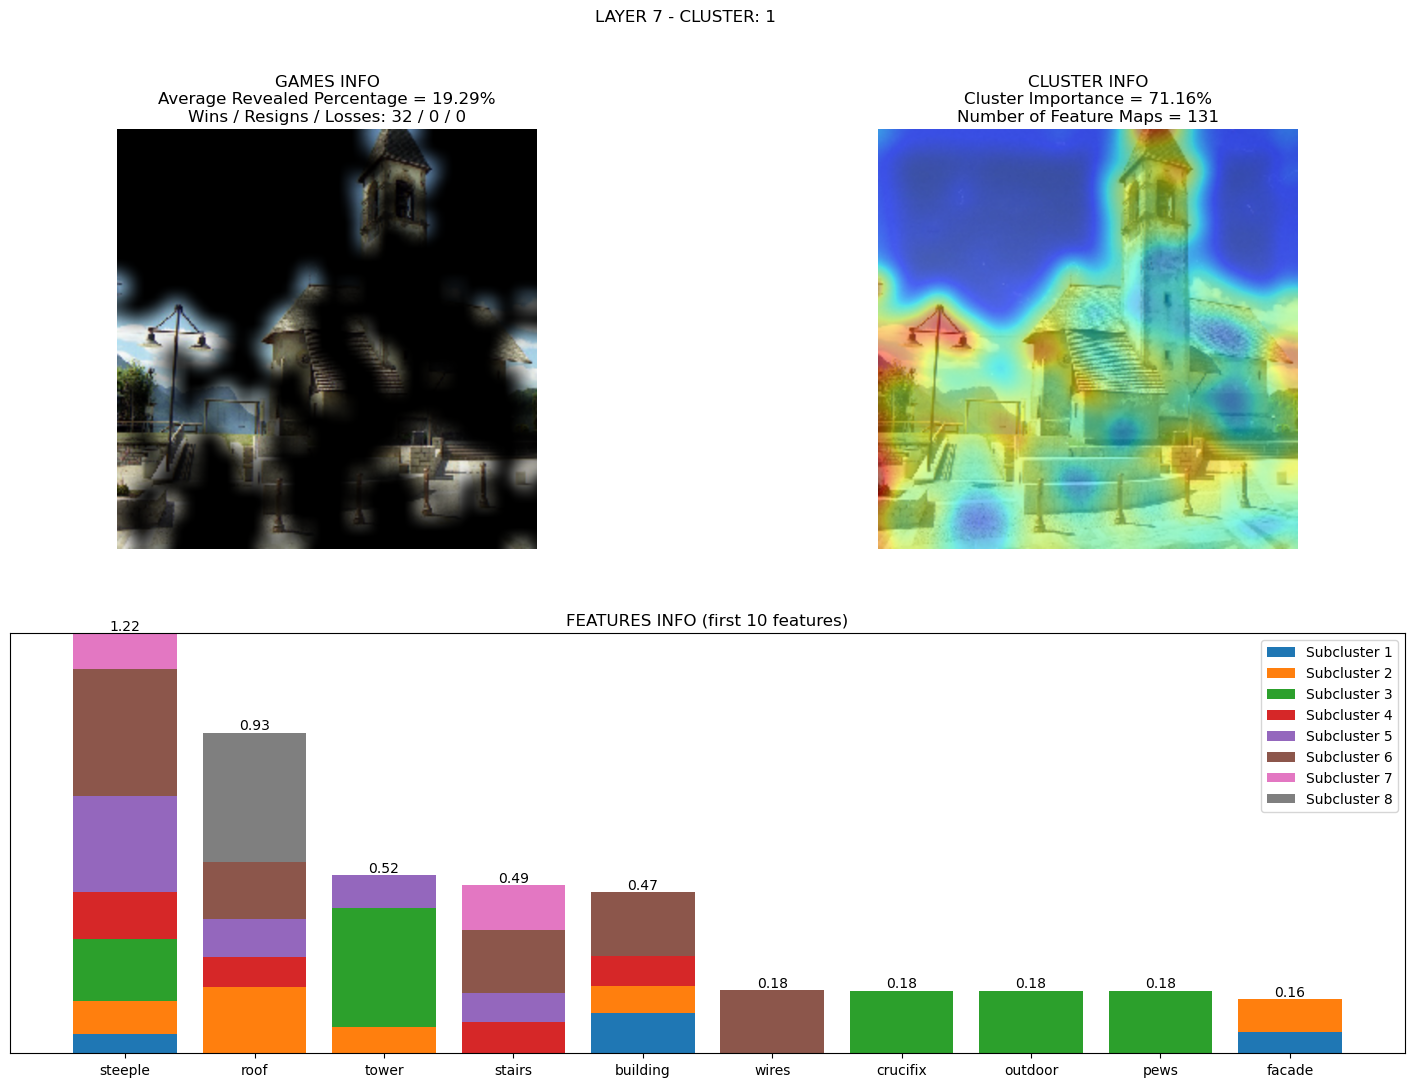 LAYER 7 - CLUSTER: 1
GAMES INFO
Average Revealed Percentage = 19.29%
Wins / Resigns / Losses: 32 / 0 / 0
CLUSTER INFO
Cluster Importance = 71.16%
Number of Feature Maps = 131
FEATURES INFO (first 10 features)
1.22
0.93
0.52
0.49
0.47
0.18
0.18
0.18
0.18
0.16
Subcluster 1
Subcluster 2
Subcluster 3
Subcluster 4
Subcluster 5
Subcluster 6
Subcluster 7
Subcluster 8
steeple
roof
tower
stairs
building
wires
crucifix
outdoor
pews
facade